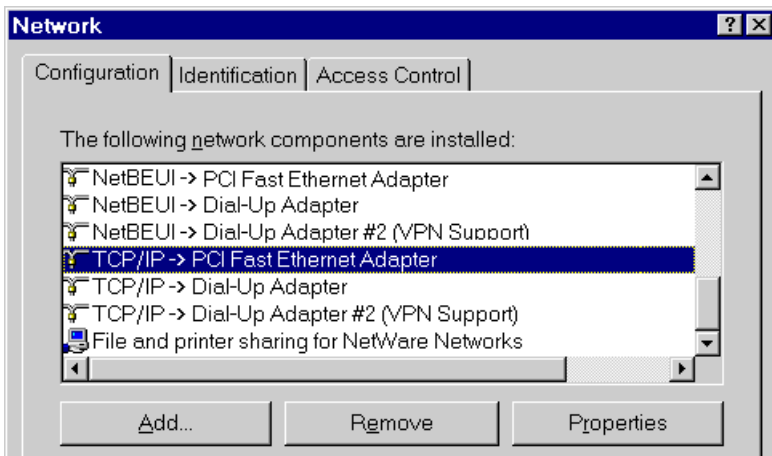 Network
Configuration Identification Access Control
The following network components are installed:
NetBEUI -> PCI Fast Ethernet Adapter
NetBEUI -> Dial-Up Adapter
NetBEUI -> Dial-Up Adapter #2 (VPN Support)
TCP/IP -> PCI Fast Ethernet Adapter
TCP/IP -> Dial-Up Adapter
TCP/IP -> Dial-Up Adapter #2 (VPN Support)
File and printer sharing for NetWare Networks
Add... Remove Properties